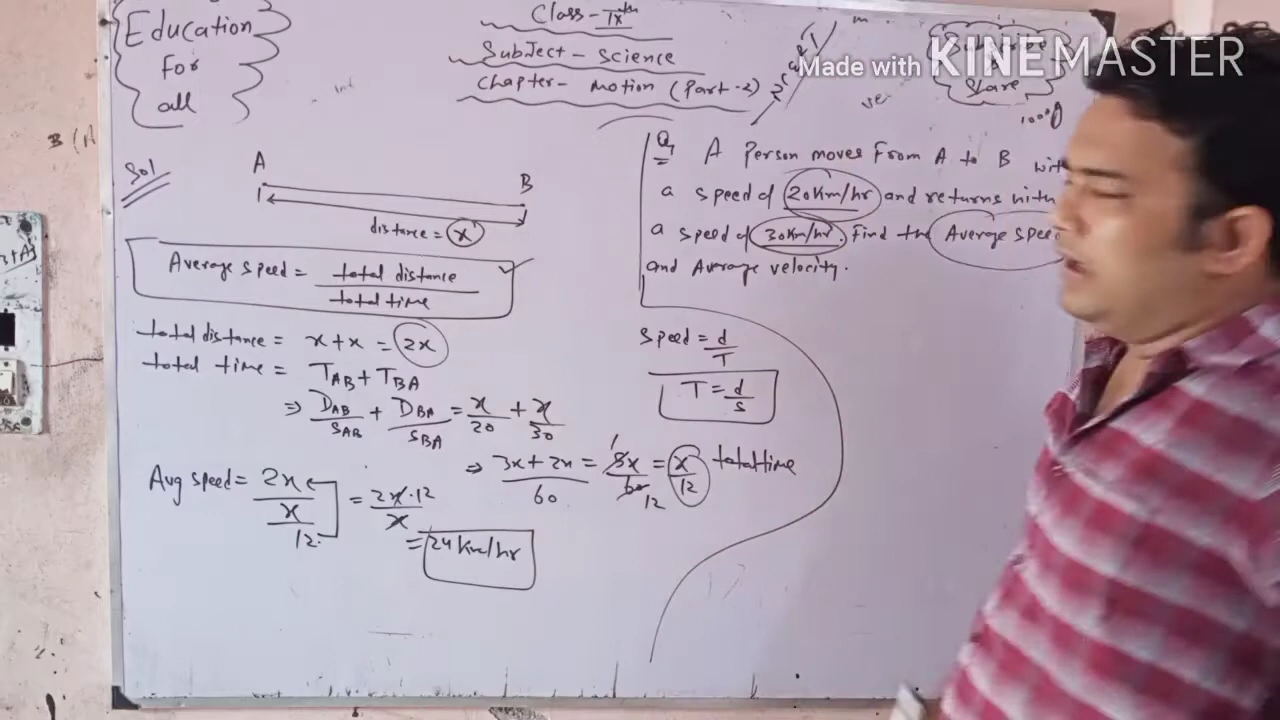 Education
For
all
Class - IXth
Subject - Science
Chapter - Motion (Part-2)
Made with KINEMASTER
Share
Sol
A
B
distance = x
Average speed = total distance / total time
total distance = x + x = 2x
total time = T_AB + T_BA
⇒ D_AB/S_AB + D_BA/S_BA = x/20 + x/30
⇒ 3x + 2x / 60 = 5x/60 = x/12 total time
1
12
Avg speed = 2x / x/12 = 2x·12 / x
= 24 Km/hr
Q, A Person moves From A to B with
a speed of 20Km/hr and returns with
a speed of 30Km/hr. Find the Average speed
and Average velocity.
Speed = d/T
T = d/s